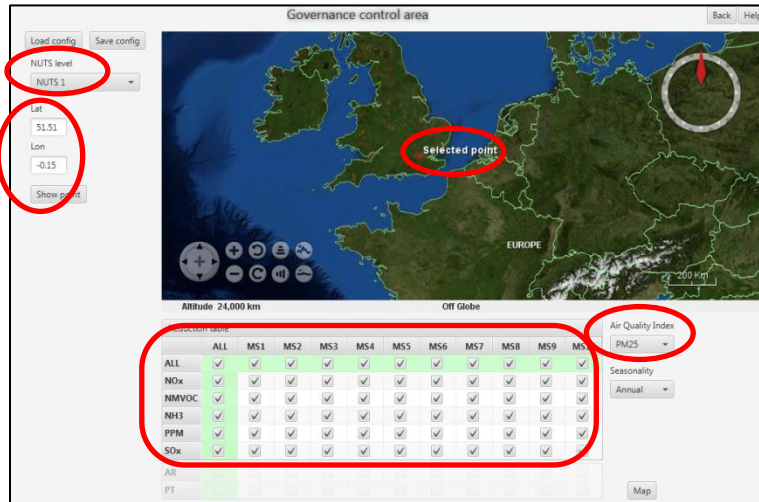 Governance control area
Back Help
Load config Save config
NUTS level
NUTS 1
Lat
51.51
Lon
-0.15
Show point
Selected point
EUROPE
200 Km
Altitude 24,000 km Off Globe
Reduction table
ALL MS1 MS2 MS3 MS4 MS5 MS6 MS7 MS8 MS9
ALL
NOx
NMVOC
NH3
PPM
SOx
AR
PT
Air Quality Index
PM25
Seasonality
Annual
Map